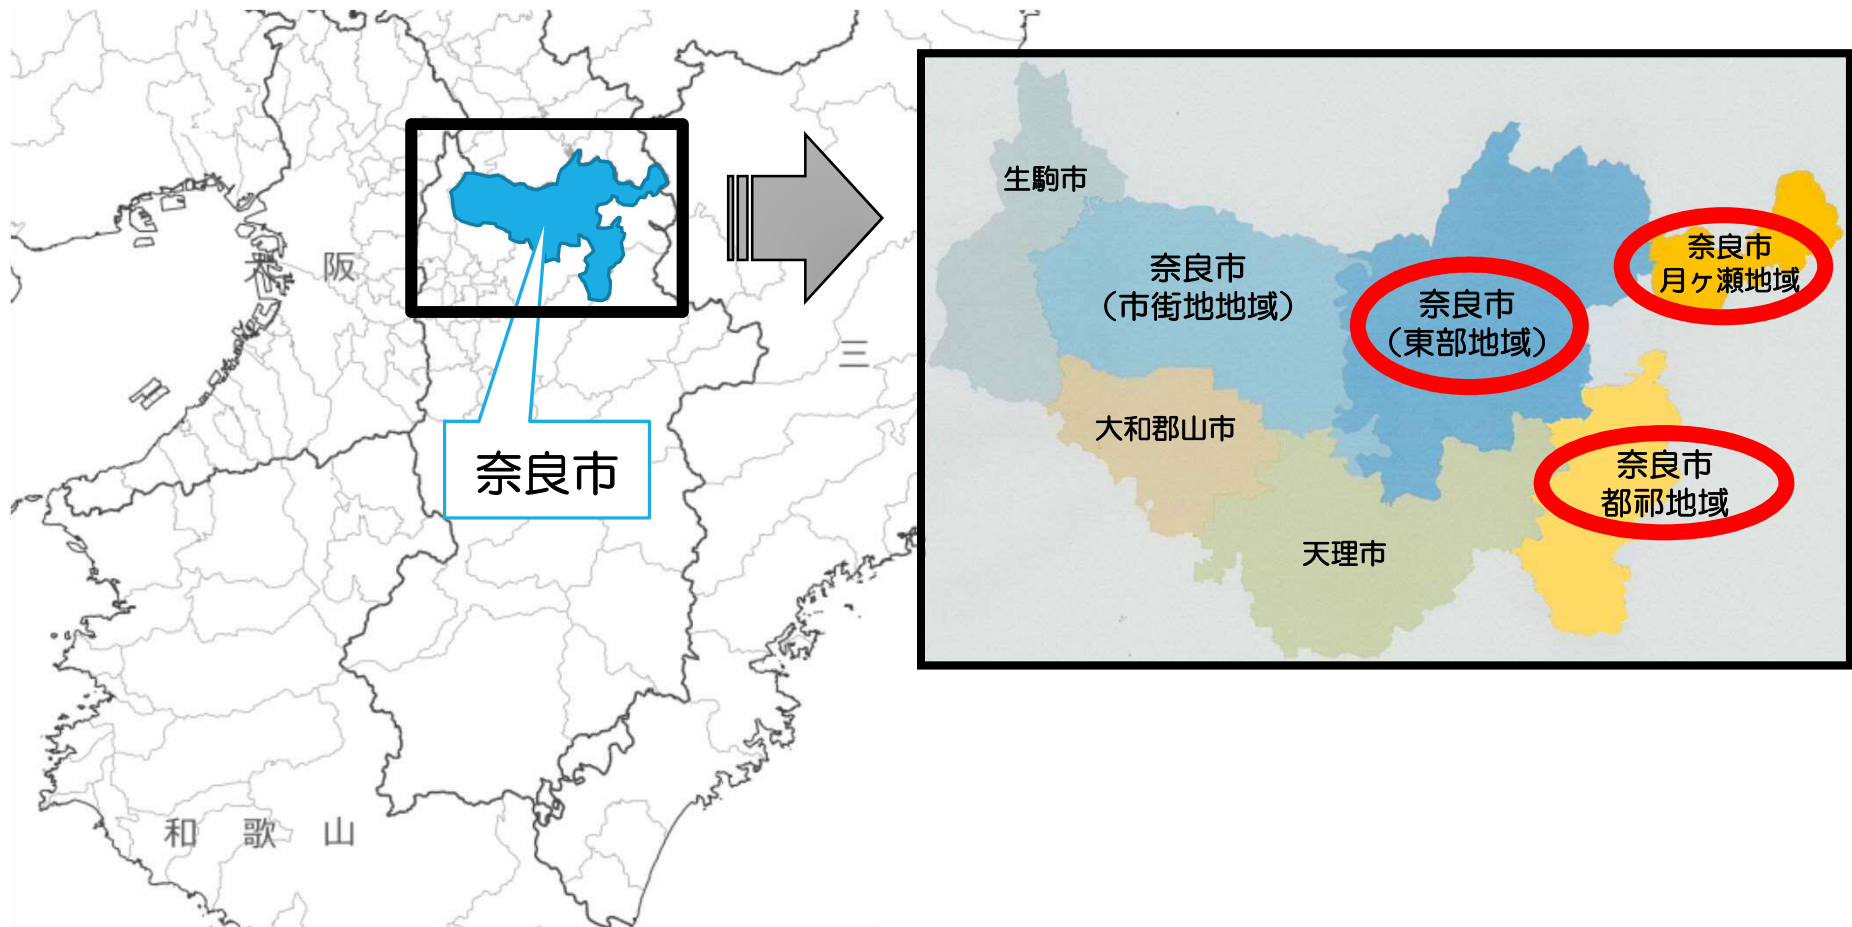 大 阪
三
奈良市
和 歌 山
生駒市
奈良市
（市街地地域）
奈良市
（東部地域）
奈良市
月ヶ瀬地域
大和郡山市
奈良市
都祁地域
天理市